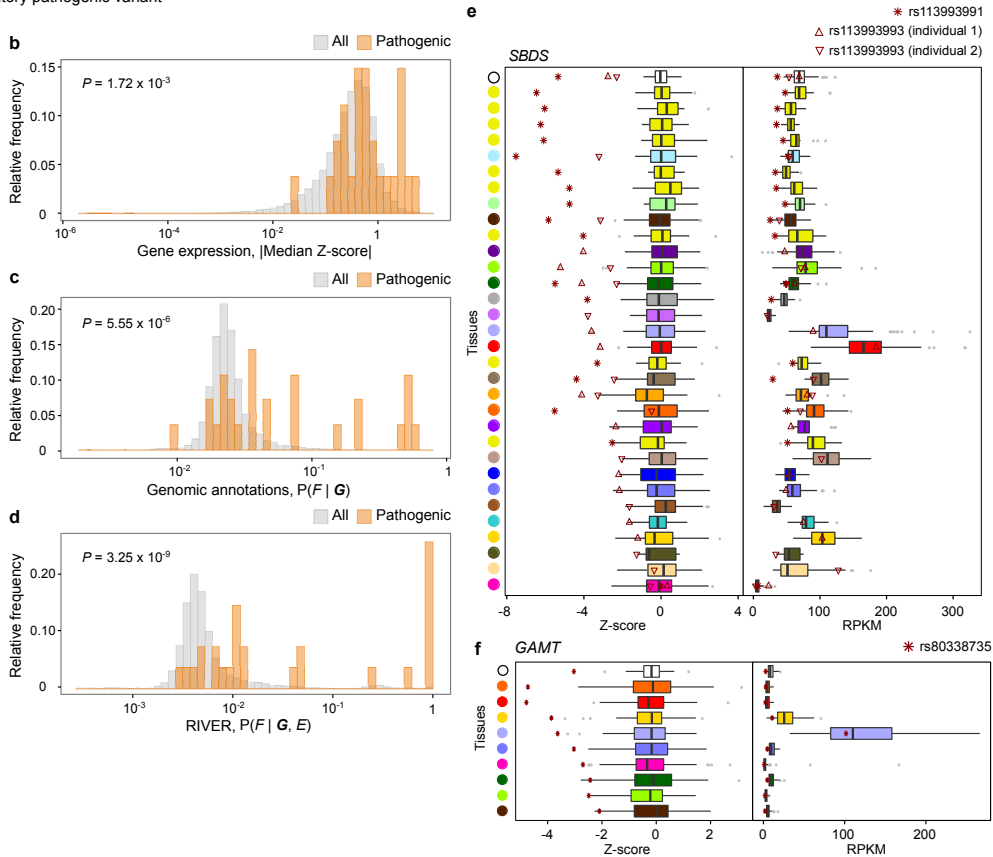 tory pathogenic variant
b
All Pathogenic
P = 1.72 x 10-3
Relative frequency
0.15
0.10
0.05
0
10-6 10-4 10-2 1
Gene expression, |Median Z-score|
c
All Pathogenic
P = 5.55 x 10-6
Relative frequency
0.20
0.15
0.10
0.05
0
10-2 10-1 1
Genomic annotations, P(F | G)
d
All Pathogenic
P = 3.25 x 10-9
Relative frequency
0.20
0.10
0
10-3 10-2 10-1 1
RIVER, P(F | G, E)
e
rs113993991
rs113993993 (individual 1)
rs113993993 (individual 2)
SBDS
Tissues
-8 -4 0 4
Z-score
0 100 200 300
RPKM
f
GAMT
rs80338735
Tissues
-4 -2 0 2
Z-score
0 100 200
RPKM